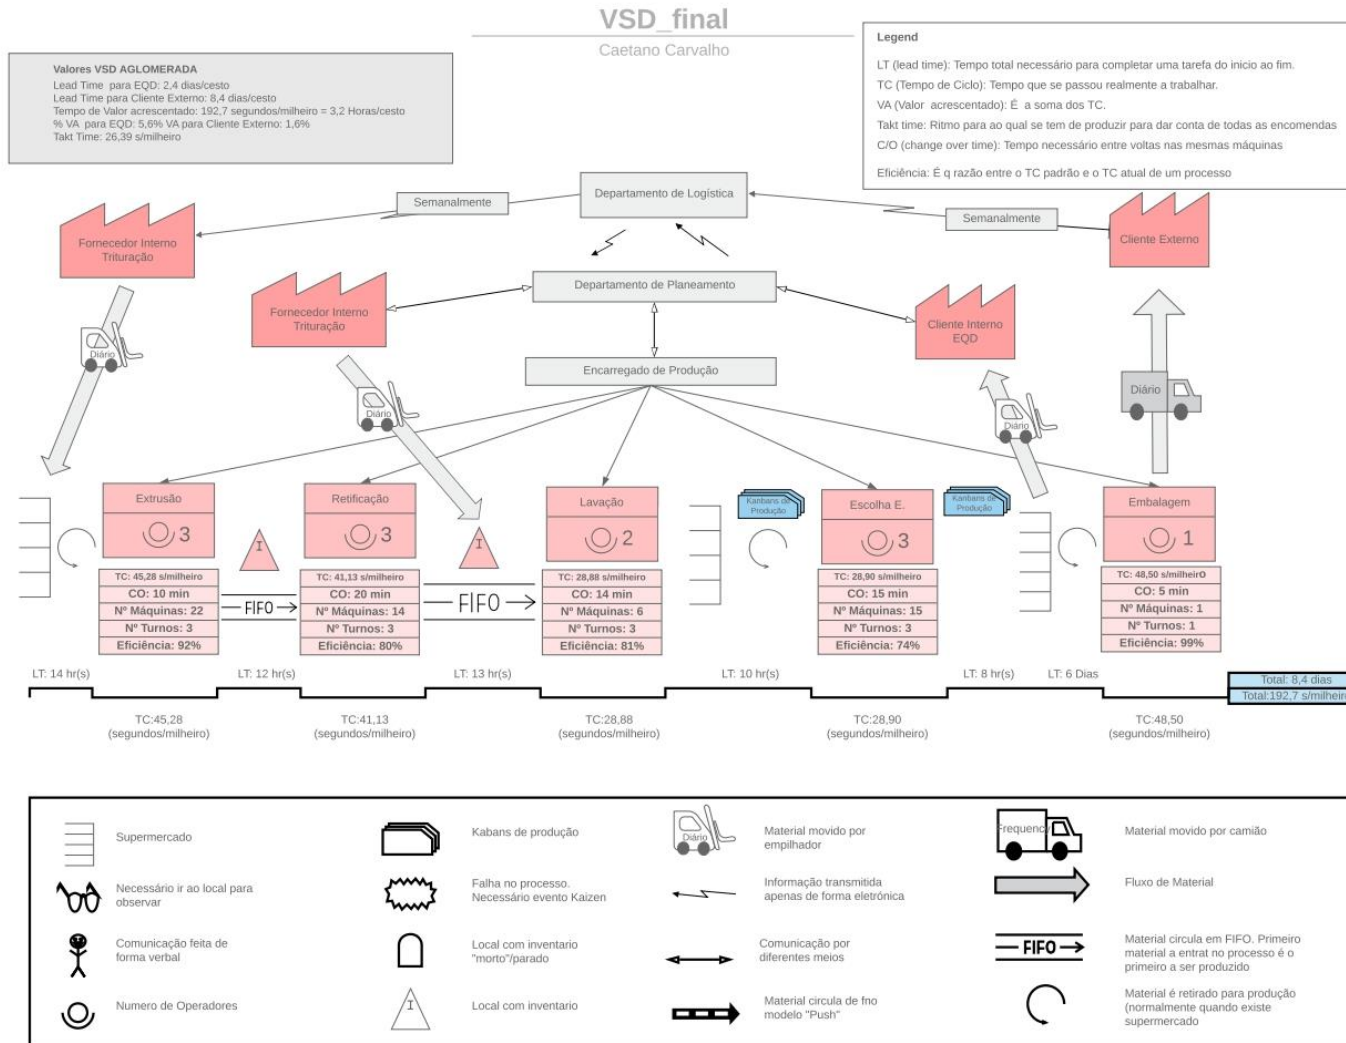 VSD_final
Caetano Carvalho
Valores VSD AGLOMERADA
Lead Time para EQD: 2,4 dias/cesto
Lead Time para Cliente Externo: 8,4 dias/cesto
Tempo de Valor acrescentado: 192,7 segundos/milheiro = 3,2 Horas/cesto
% VA para EQD: 5,6% VA para Cliente Externo: 1,6%
Takt Time: 26,39 s/milheiro
Legend
LT (lead time): Tempo total necessário para completar uma tarefa do inicio ao fim.
TC (Tempo de Ciclo): Tempo que se passou realmente a trabalhar.
VA (Valor acrescentado): É a soma dos TC.
Takt time: Ritmo para ao qual se tem de produzir para dar conta de todas as encomendas
C/O (change over time): Tempo necessário entre voltas nas mesmas máquinas
Eficiência: É q razão entre o TC padrão e o TC atual de um processo
Departamento de Logística
Semanalmente
Semanalmente
Fornecedor Interno
Trituração
Cliente Externo
Departamento de Planeamento
Fornecedor Interno
Trituração
Cliente Interno
EQD
Encarregado de Produção
Diário
Diário
Diário
Diário
Extrusão
3
TC: 45,28 s/milheiro
CO: 10 min
Nº Máquinas: 22
Nº Turnos: 3
Eficiência: 92%
I
FIFO
Retificação
3
TC: 41,13 s/milheiro
CO: 20 min
Nº Máquinas: 14
Nº Turnos: 3
Eficiência: 80%
I
FIFO
Lavação
2
TC: 28,88 s/milheiro
CO: 14 min
Nº Máquinas: 6
Nº Turnos: 3
Eficiência: 81%
Kanbans de
Produção
Escolha E.
3
TC: 28,90 s/milheiro
CO: 15 min
Nº Máquinas: 15
Nº Turnos: 3
Eficiência: 74%
Kanbans de
Produção
Embalagem
1
TC: 48,50 s/milheiro
CO: 5 min
Nº Máquinas: 1
Nº Turnos: 1
Eficiência: 99%
LT: 14 hr(s)
LT: 12 hr(s)
LT: 13 hr(s)
LT: 10 hr(s)
LT: 8 hr(s)
LT: 6 Dias
Total: 8,4 dias
Total:192,7 s/milheiro
TC:45,28
(segundos/milheiro)
TC:41,13
(segundos/milheiro)
TC:28,88
(segundos/milheiro)
TC:28,90
(segundos/milheiro)
TC:48,50
(segundos/milheiro)
Supermercado
Kabans de produção
Diário
Material movido por
empilhador
Frequency
Material movido por camião
Necessário ir ao local para
observar
Falha no processo.
Necessário evento Kaizen
Informação transmitida
apenas de forma eletrónica
Fluxo de Material
Comunicação feita de
forma verbal
Local com inventario
"morto"/parado
Comunicação por
diferentes meios
FIFO
Material circula em FIFO. Primeiro
material a entrat no processo é o
primeiro a ser produzido
Numero de Operadores
I
Local com inventario
Material circula de fno
modelo "Push"
Material é retirado para produção
(normalmente quando existe
supermercado